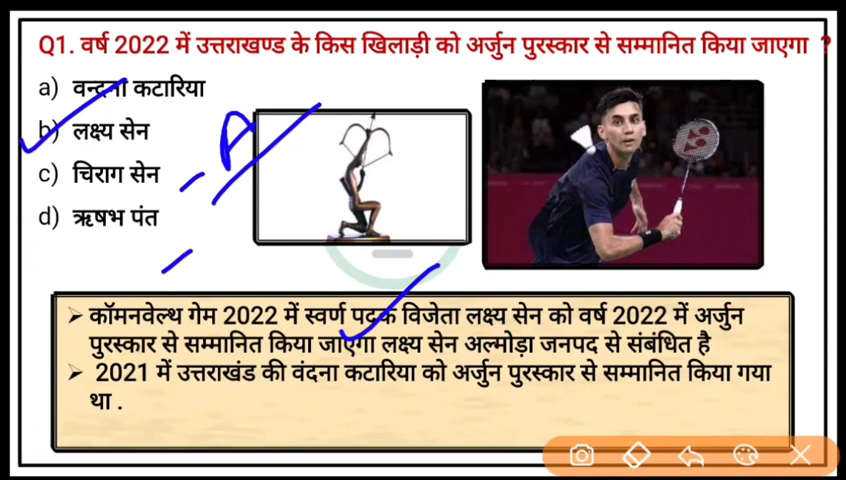 Q1. वर्ष 2022 में उत्तराखण्ड के किस खिलाड़ी को अर्जुन पुरस्कार से सम्मानित किया जाएगा ?
a) वन्दना कटारिया
b) लक्ष्य सेन
c) चिराग सेन
d) ऋषभ पंत
➤ कॉमनवेल्थ गेम 2022 में स्वर्ण पदक विजेता लक्ष्य सेन को वर्ष 2022 में अर्जुन
पुरस्कार से सम्मानित किया जाएगा लक्ष्य सेन अल्मोड़ा जनपद से संबंधित है
➤ 2021 में उत्तराखंड की वंदना कटारिया को अर्जुन पुरस्कार से सम्मानित किया गया
था .